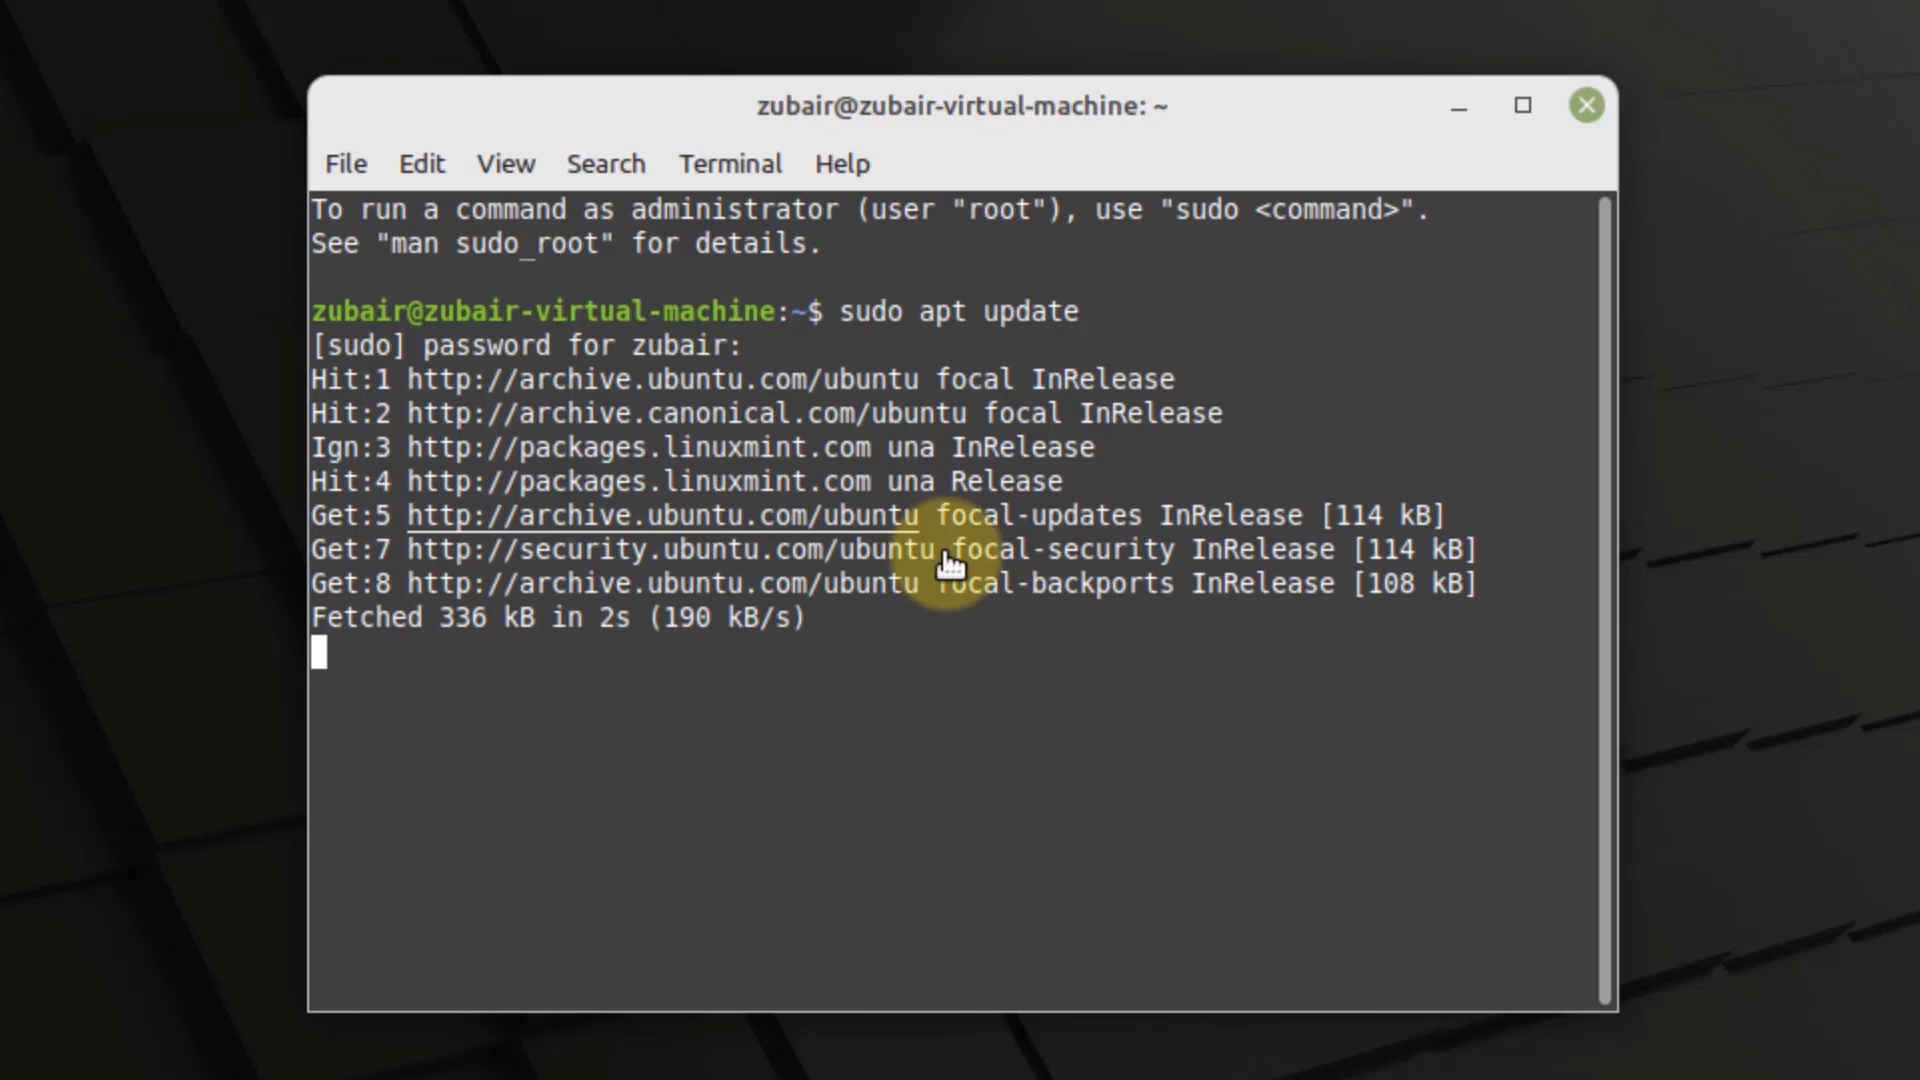 zubair@zubair-virtual-machine: ~
File Edit View Search Terminal Help
To run a command as administrator (user "root"), use "sudo <command>".
See "man sudo_root" for details.
zubair@zubair-virtual-machine:~$ sudo apt update
[sudo] password for zubair:
Hit:1 http://archive.ubuntu.com/ubuntu focal InRelease
Hit:2 http://archive.canonical.com/ubuntu focal InRelease
Ign:3 http://packages.linuxmint.com una InRelease
Hit:4 http://packages.linuxmint.com una Release
Get:5 http://archive.ubuntu.com/ubuntu focal-updates InRelease [114 kB]
Get:7 http://security.ubuntu.com/ubuntu focal-security InRelease [114 kB]
Get:8 http://archive.ubuntu.com/ubuntu focal-backports InRelease [108 kB]
Fetched 336 kB in 2s (190 kB/s)